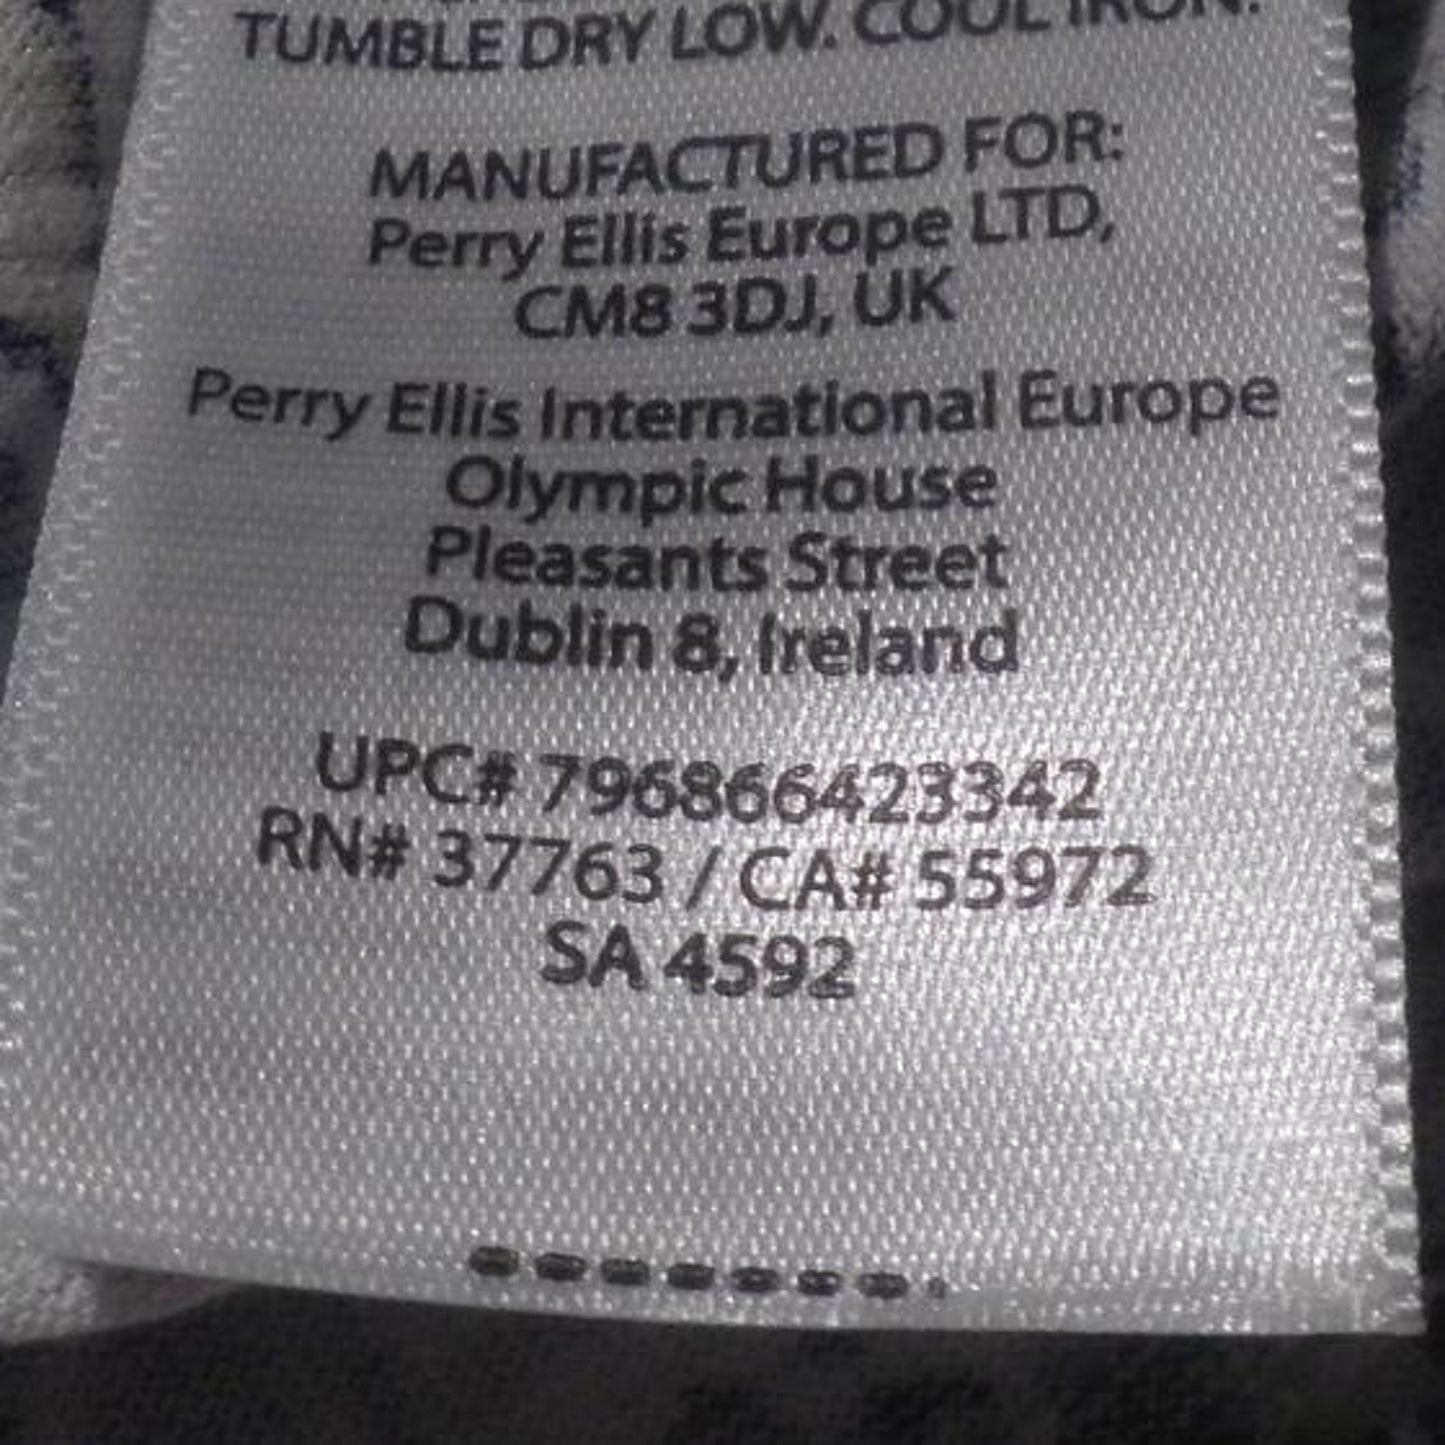 TUMBLE DRY LOW. COOL IRON.
MANUFACTURED FOR:
Perry Ellis Europe LTD,
CM8 3DJ, UK
Perry Ellis International Europe
Olympic House
Pleasants Street
Dublin 8, Ireland
UPC# 796866423342
RN# 37763 / CA# 55972
SA 4592